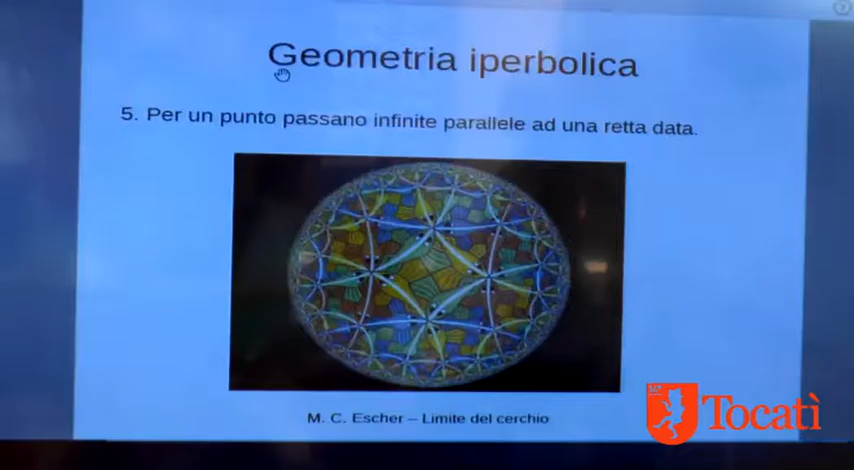 Geometria iperbolica
5. Per un punto passano infinite parallele ad una retta data.
M. C. Escher – Limite del cerchio
Tocatì